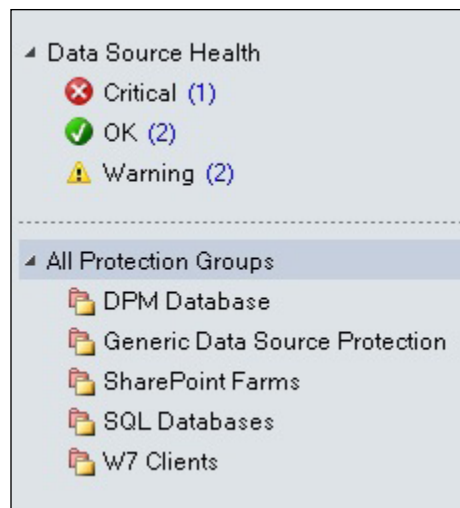 Data Source Health
Critical (1)
OK (2)
Warning (2)
All Protection Groups
DPM Database
Generic Data Source Protection
SharePoint Farms
SQL Databases
W7 Clients